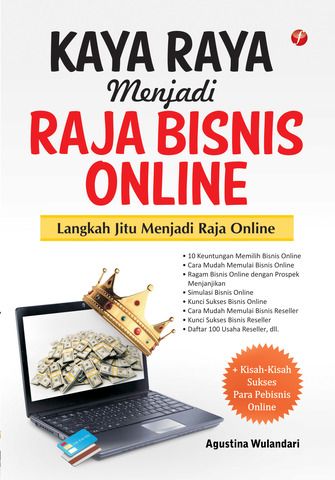 KAYA RAYA
Menjadi
RAJA BISNIS
ONLINE
Langkah Jitu Menjadi Raja Online
• 10 Keuntungan Memilih Bisnis Online
• Cara Mudah Memulai Bisnis Online
• Ragam Bisnis Online dengan Prospek
Menjanjikan
• Simulasi Bisnis Online
• Kunci Sukses Bisnis Online
• Cara Mudah Memulai Bisnis Reseller
• Kunci Sukses Bisnis Reseller
• Daftar 100 Usaha Reseller, dll.
+ Kisah-Kisah
Sukses
Para Pebisnis
Online
Agustina Wulandari